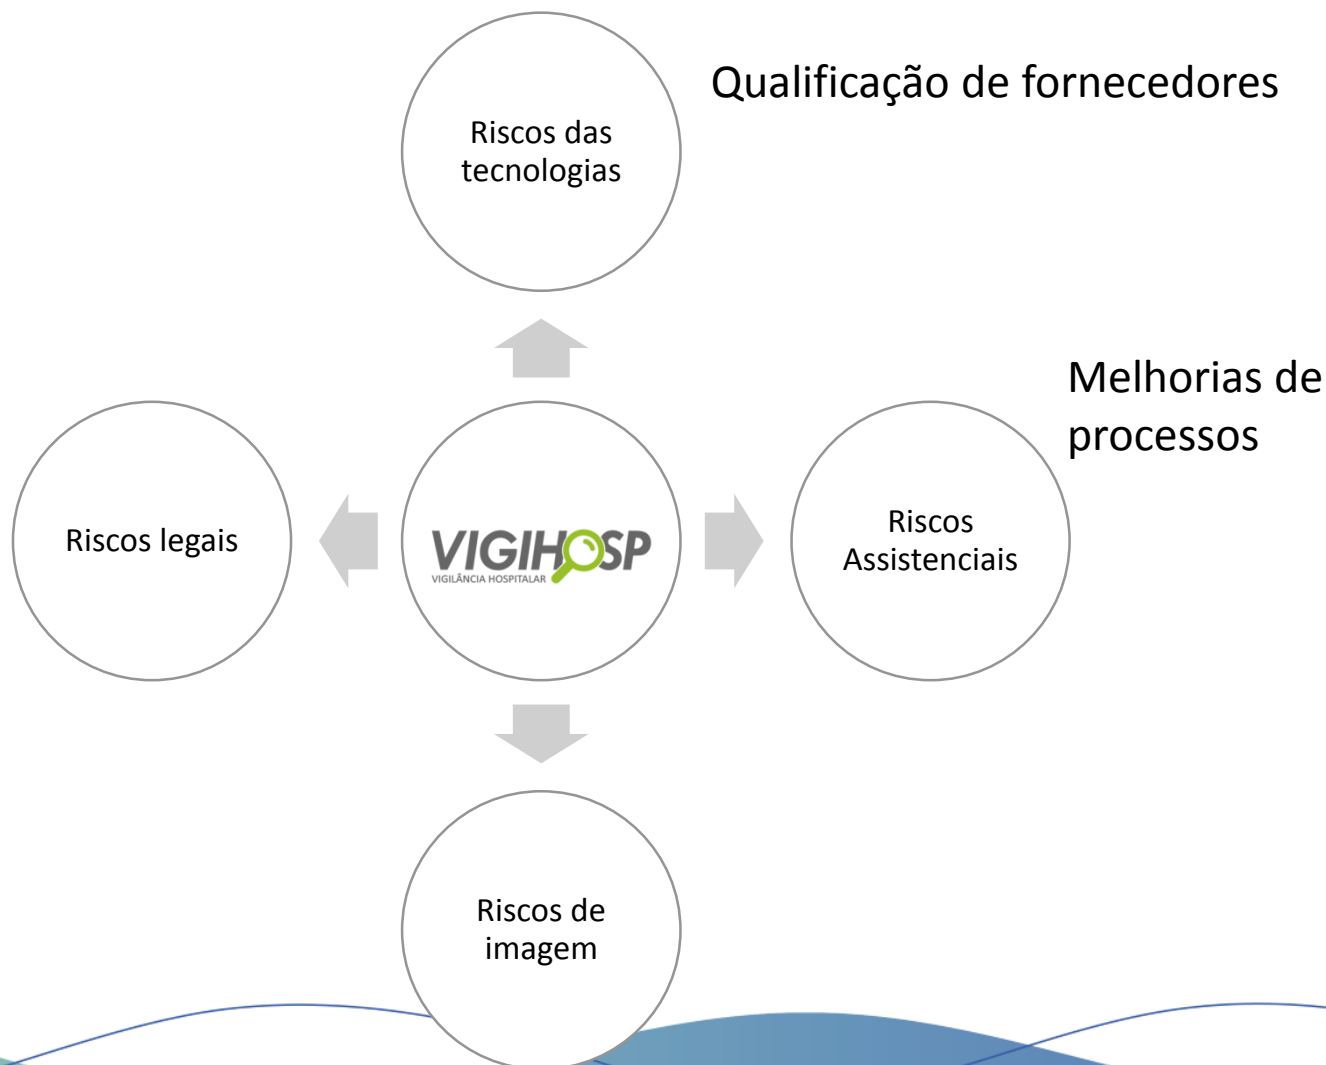 Qualificação de fornecedores
Riscos das
tecnologias
Melhorias de
processos
Riscos legais
VIGIHOSP
VIGILÂNCIA HOSPITALAR
Riscos
Assistenciais
Riscos de
imagem